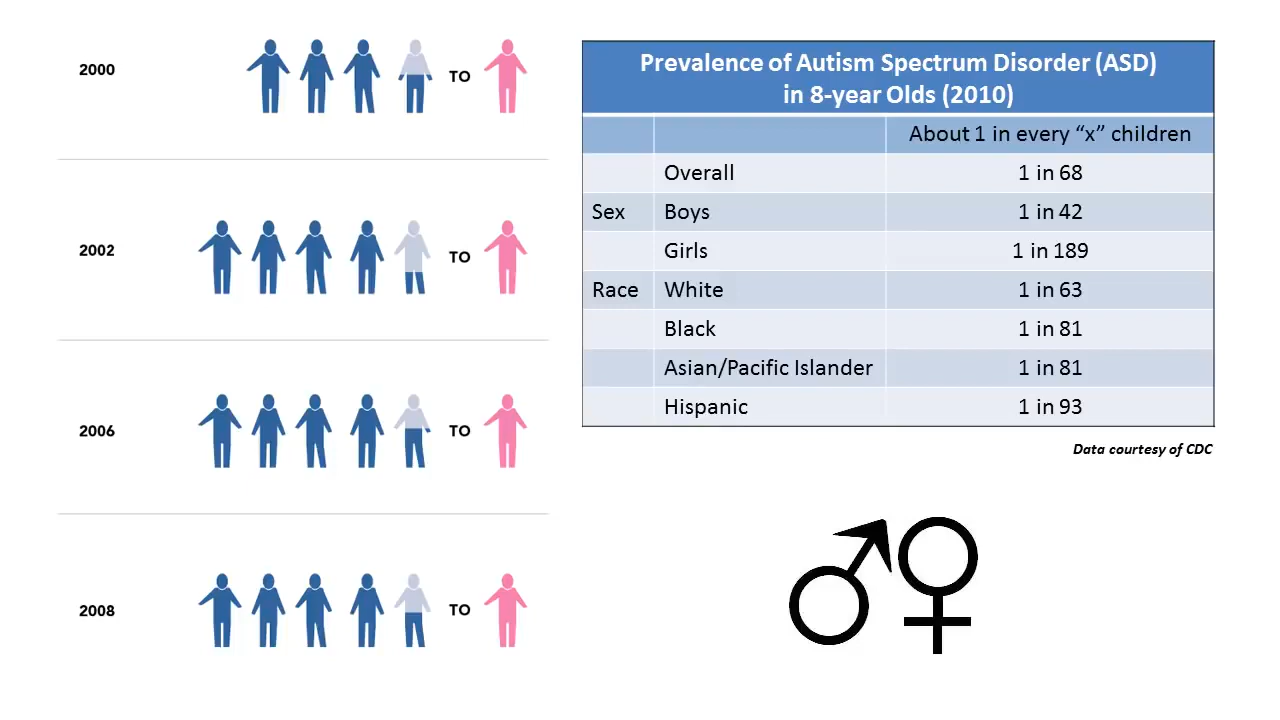 2000
TO
2002
TO
2006
TO
2008
TO
Prevalence of Autism Spectrum Disorder (ASD)
in 8-year Olds (2010)
About 1 in every “x” children
Overall 1 in 68
Sex Boys 1 in 42
Girls 1 in 189
Race White 1 in 63
Black 1 in 81
Asian/Pacific Islander 1 in 81
Hispanic 1 in 93
Data courtesy of CDC